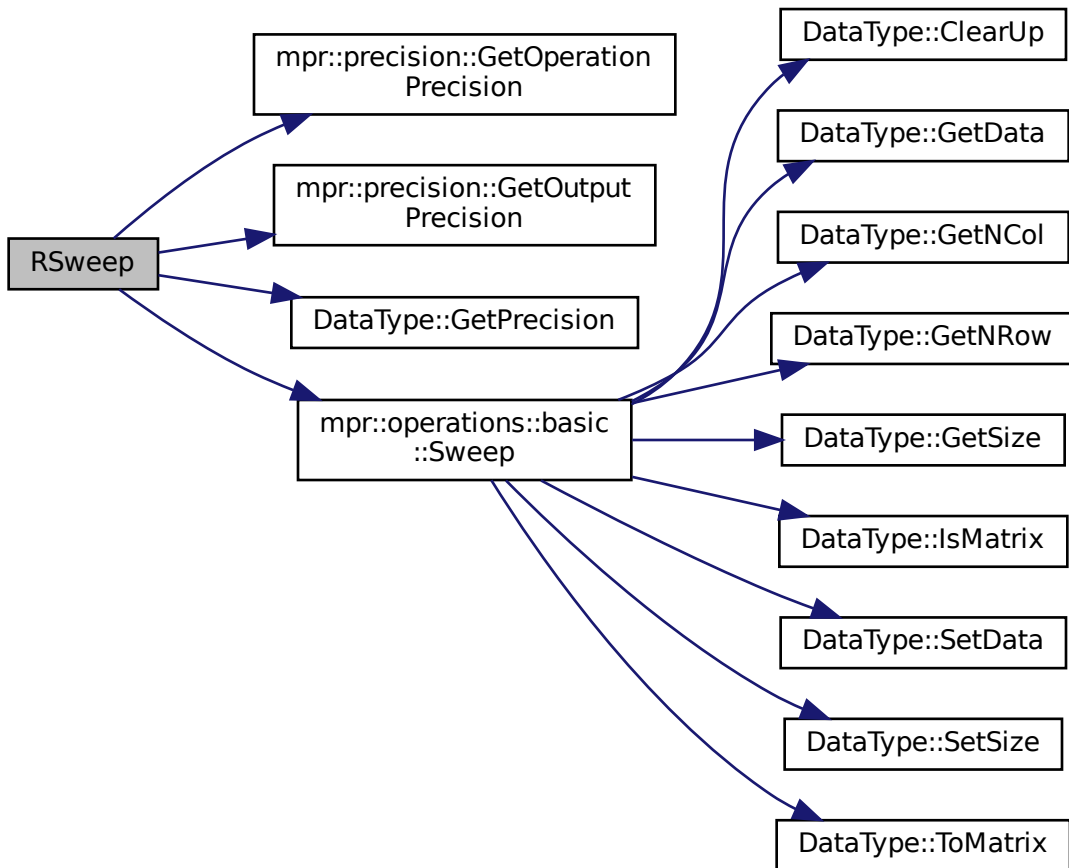 RSweep
mpr::precision::GetOperation
Precision
mpr::precision::GetOutput
Precision
DataType::GetPrecision
mpr::operations::basic
::Sweep
DataType::ClearUp
DataType::GetData
DataType::GetNCol
DataType::GetNRow
DataType::GetSize
DataType::IsMatrix
DataType::SetData
DataType::SetSize
DataType::ToMatrix